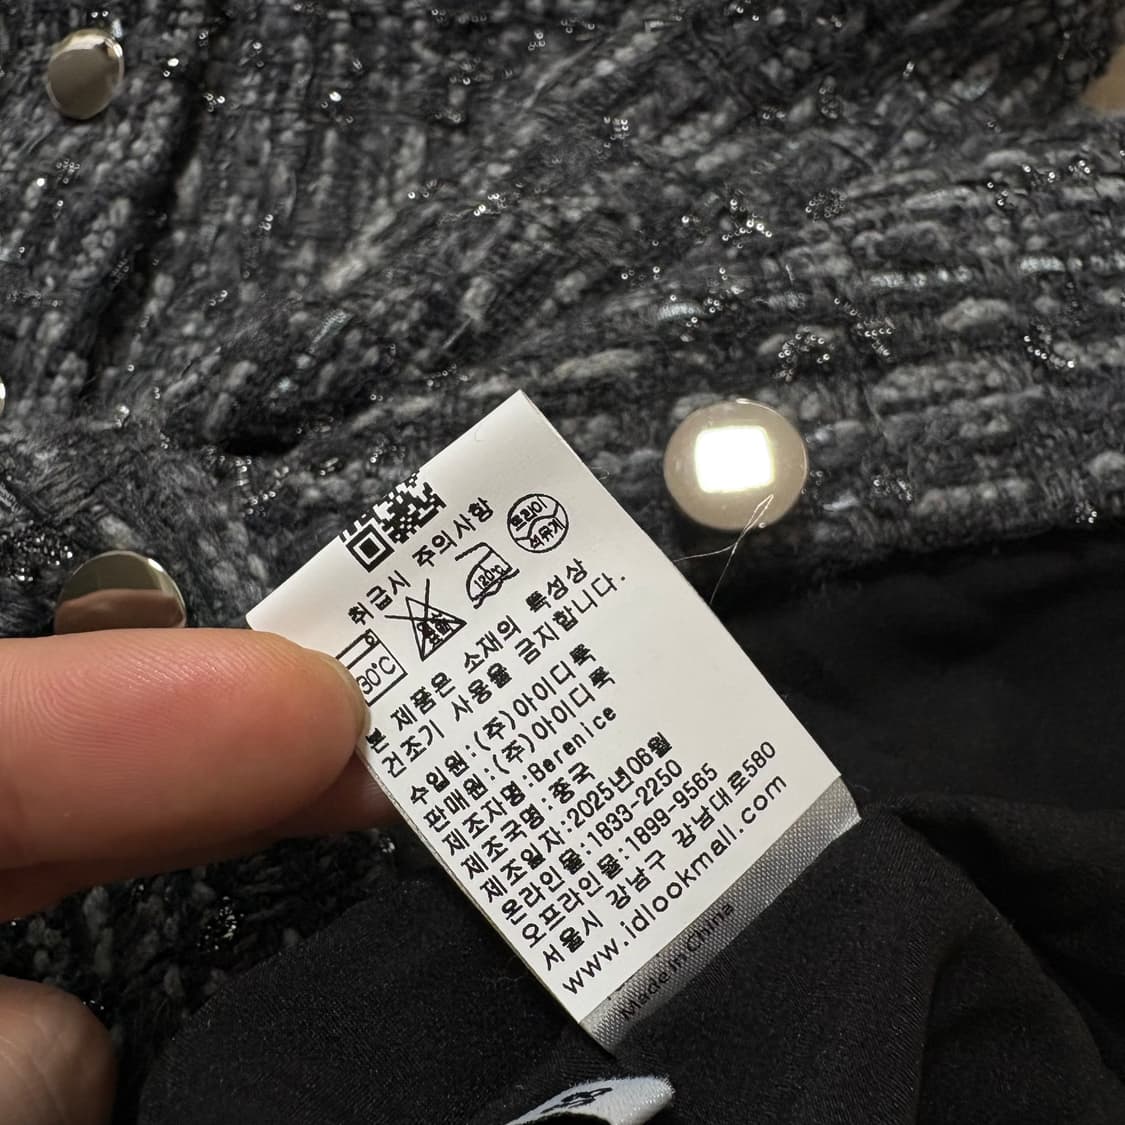 취급시 주의사항
30°C
120°C
드라이
석유계
본 제품은 소재의 특성상
건조기 사용을 금지합니다.
수입원:(주)아이디룩
판매원:(주)아이디룩
제조자명:Berenice
제조국명:중국
제조일자:2025년06월
온라인몰:1833-2250
오프라인몰:1899-9565
서울시 강남구 강남대로580
www.idlookmall.com
Made in China